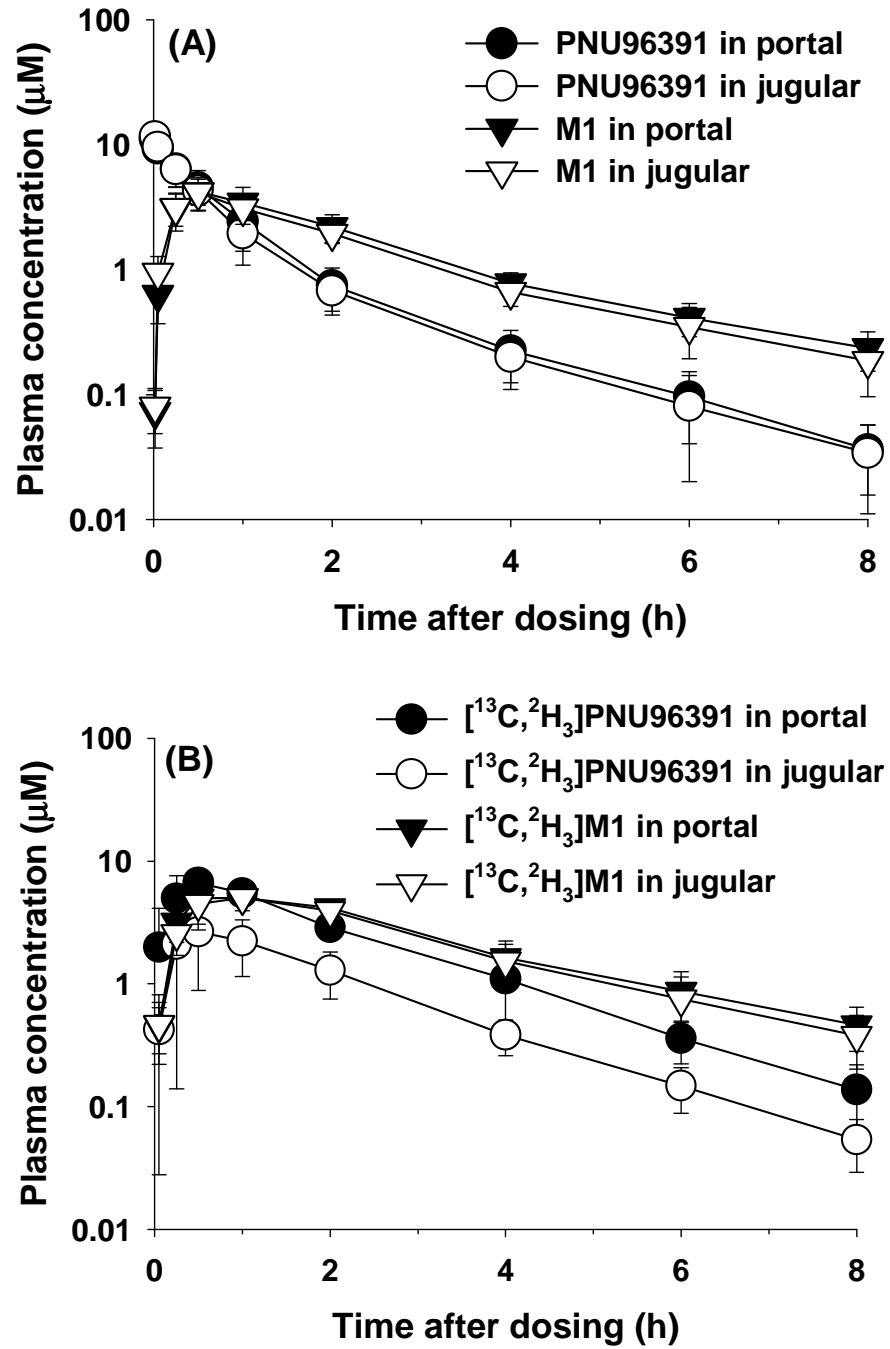 (A)
PNU96391 in portal
PNU96391 in jugular
M1 in portal
M1 in jugular
Plasma concentration (μM)
100
10
1
0.1
0.01
0 2 4 6 8
Time after dosing (h)
(B)
[¹³C,²H₃]PNU96391 in portal
[¹³C,²H₃]PNU96391 in jugular
[¹³C,²H₃]M1 in portal
[¹³C,²H₃]M1 in jugular
Plasma concentration (μM)
100
10
1
0.1
0.01
0 2 4 6 8
Time after dosing (h)